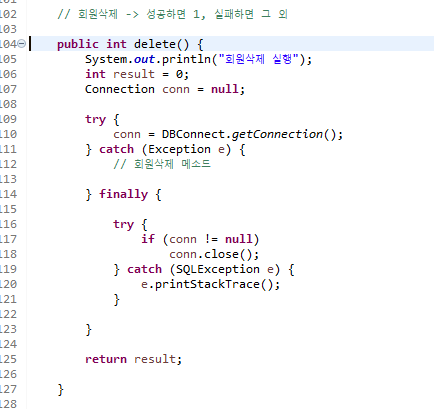 101
102 // 회원삭제 -> 성공하면 1, 실패하면 그 외
103
104 public int delete() {
105 System.out.println("회원삭제 실행");
106 int result = 0;
107 Connection conn = null;
108
109 try {
110 conn = DBConnect.getConnection();
111 } catch (Exception e) {
112 // 회원삭제 메소드
113
114 } finally {
115
116 try {
117 if (conn != null)
118 conn.close();
119 } catch (SQLException e) {
120 e.printStackTrace();
121 }
122
123 }
124
125 return result;
126
127 }
128